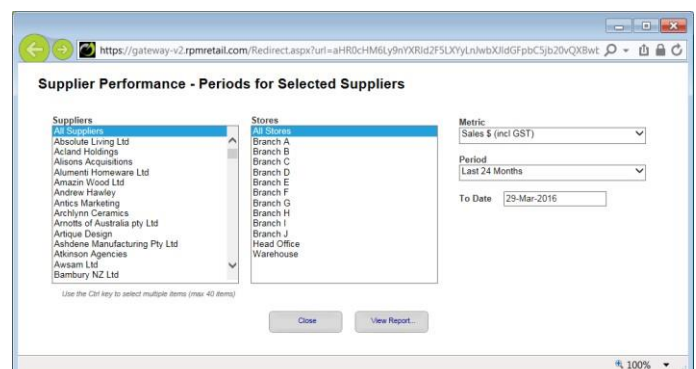 https://gateway-v2.rpmretail.com/Redirect.aspx?url=
Supplier Performance - Periods for Selected Suppliers
Suppliers
All Suppliers
Absolute Living Ltd
Acland Holdings
Alisons Acquisitions
Alumenti Homeware Ltd
Amazin Wood Ltd
Andrew Hawley
Antics Marketing
Archlynn Ceramics
Arnotts of Australia pty Ltd
Artique Design
Ashdene Manufacturing Pty Ltd
Atkinson Agencies
Awsam Ltd
Bambury NZ Ltd
Use the Ctrl key to select multiple items (max 40 items)
Stores
All Stores
Branch A
Branch B
Branch C
Branch D
Branch E
Branch F
Branch G
Branch H
Branch I
Branch J
Head Office
Warehouse
Metric
Sales $ (incl GST)
Period
Last 24 Months
To Date 29-Mar-2016
Close View Report...
100%